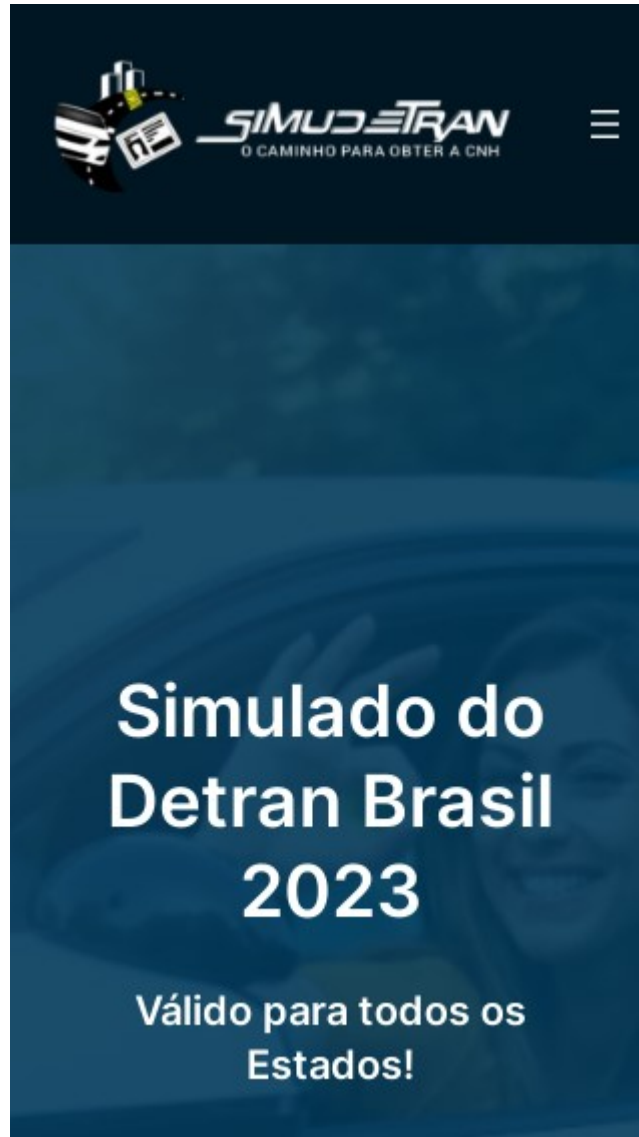 SIMUDETRAN
O CAMINHO PARA OBTER A CNH
Simulado do
Detran Brasil
2023
Válido para todos os
Estados!